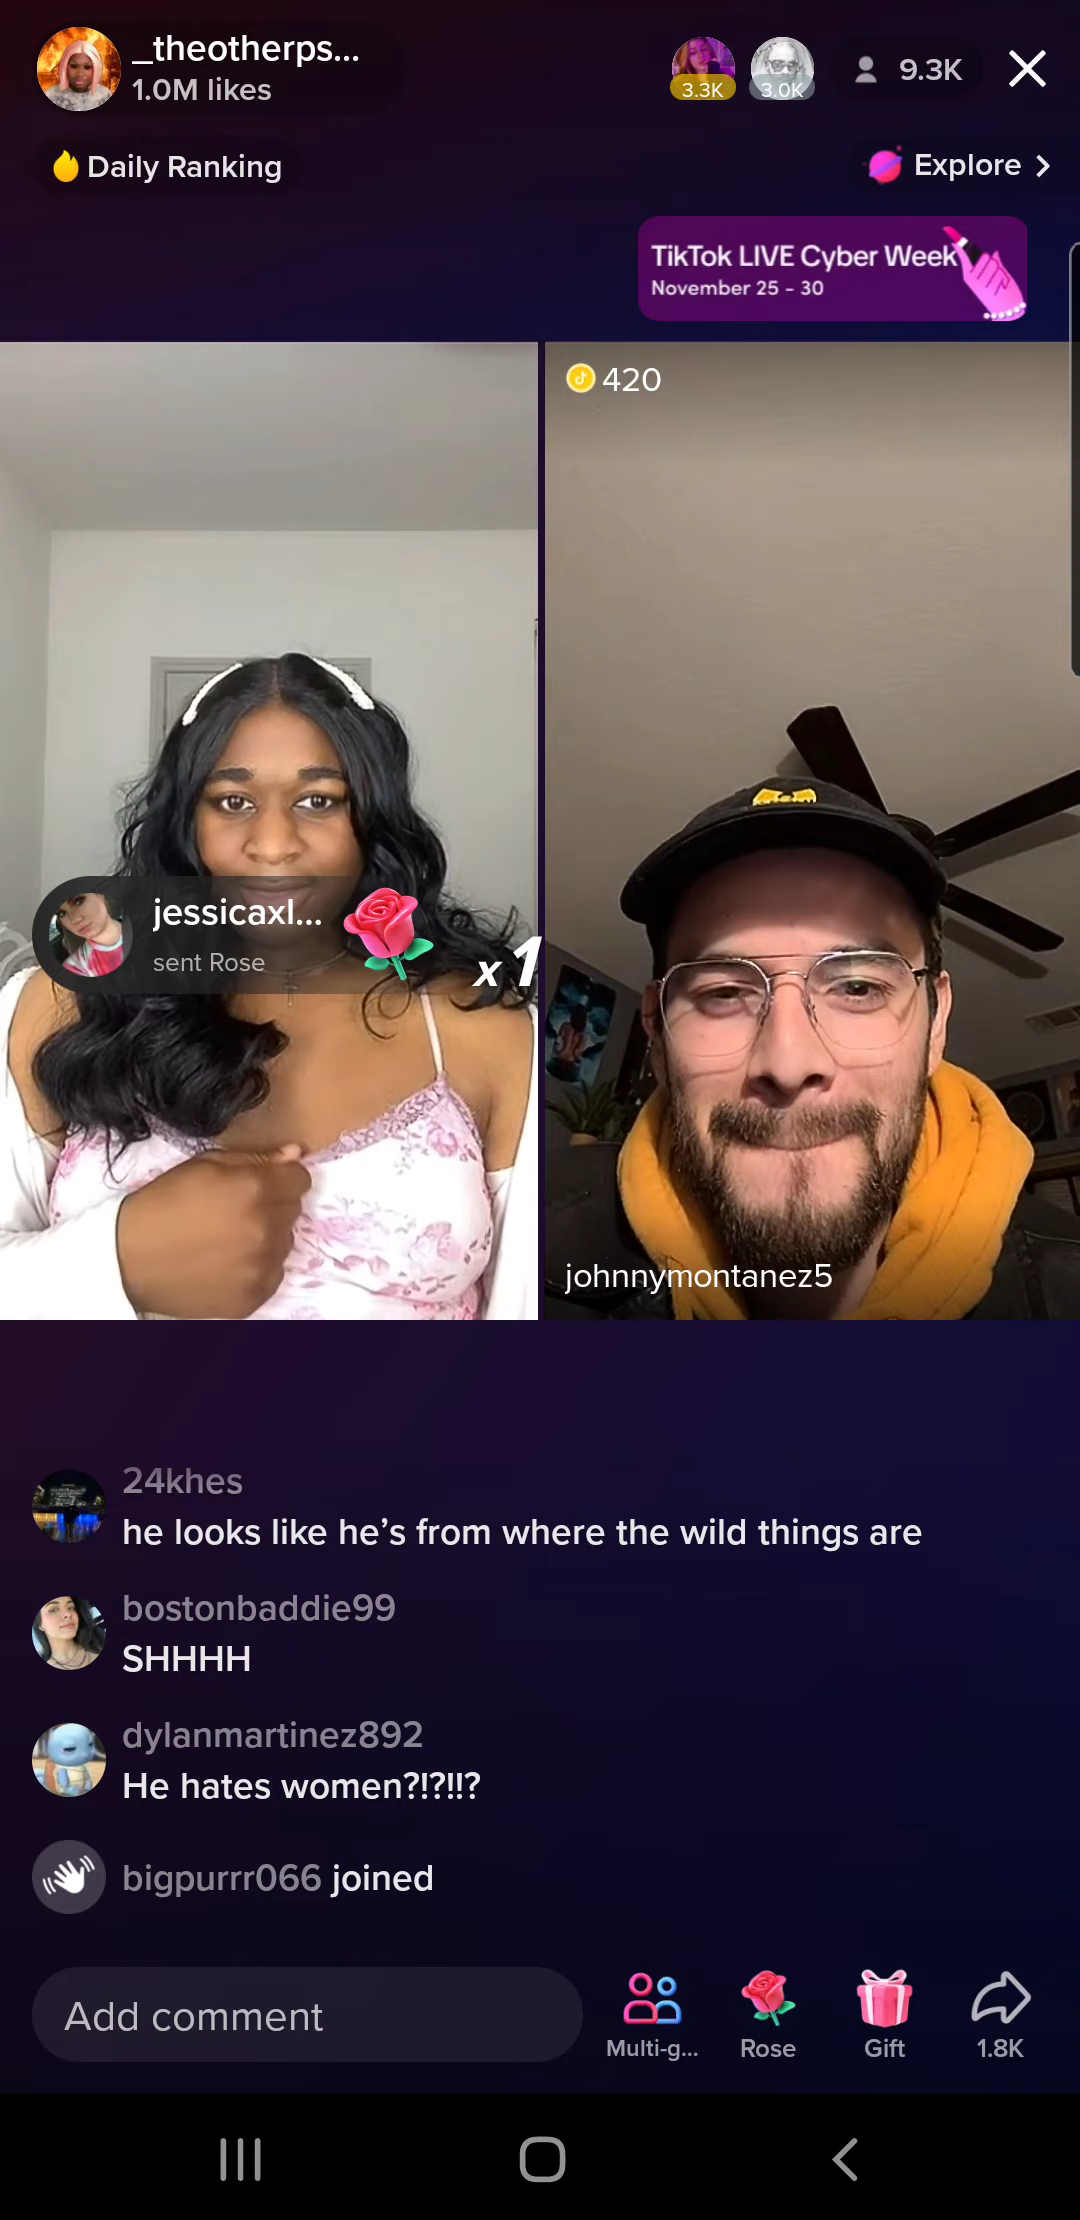 _theotherps...
1.0M likes
3.3K
3.0K
9.3K
Daily Ranking
Explore
TikTok LIVE Cyber Week
November 25 - 30
420
jessicaxl...
sent Rose
x1
johnnymontanez5
24khes
he looks like he's from where the wild things are
bostonbaddie99
SHHHH
dylanmartinez892
He hates women?!?!!?
bigpurrr066 joined
Add comment
Multi-g...
Rose
Gift
1.8K